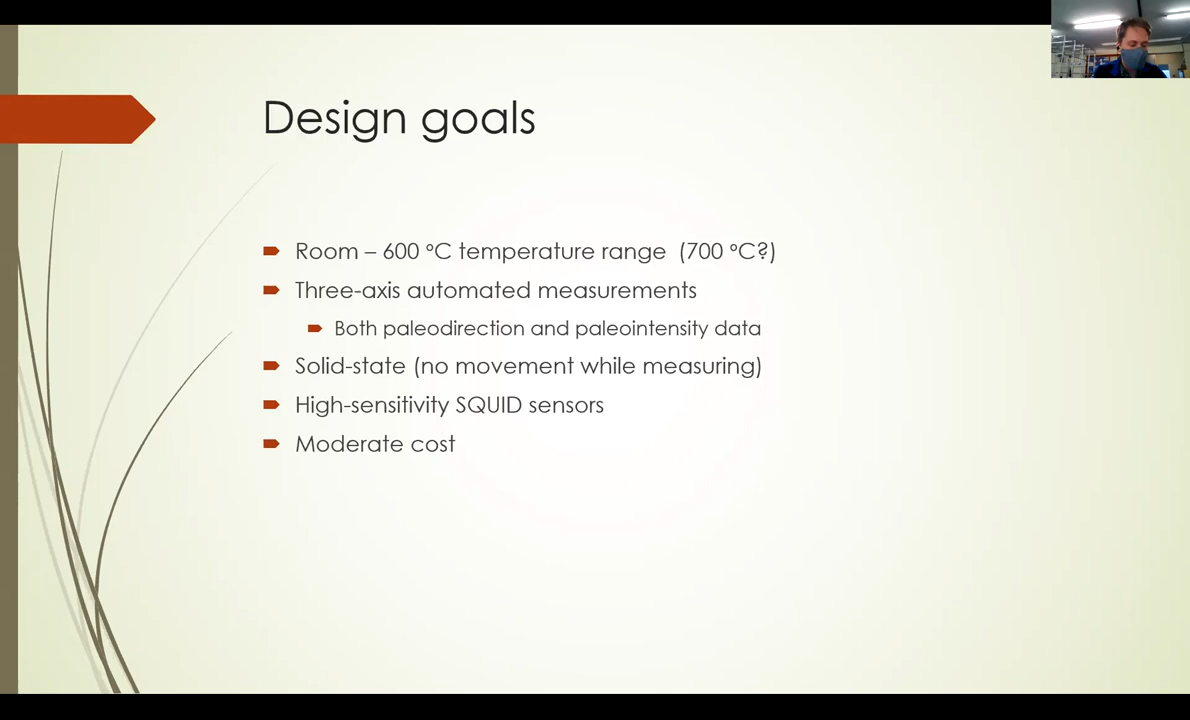 Design goals
Room – 600 °C temperature range (700 °C?)
Three-axis automated measurements
Both paleodirection and paleointensity data
Solid-state (no movement while measuring)
High-sensitivity SQUID sensors
Moderate cost